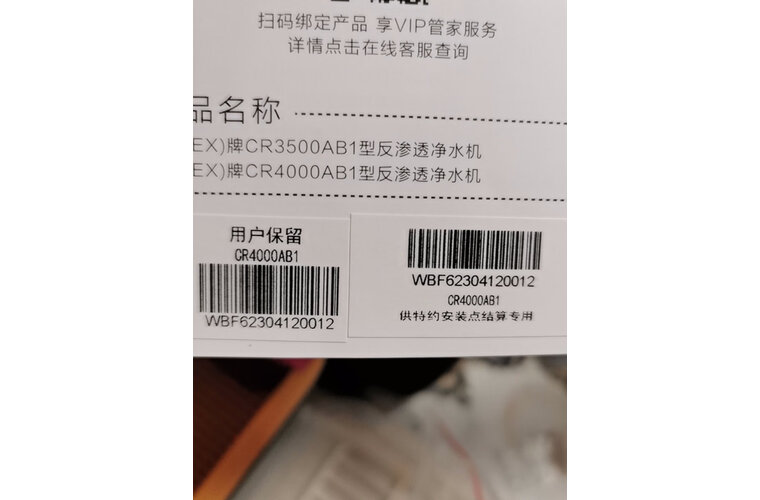 扫码绑定产品 享VIP管家服务
详情点击在线客服查询
品名称
EX)牌CR3500AB1型反渗透净水机
EX)牌CR4000AB1型反渗透净水机
用户保留
CR4000AB1
WBF62304120012
WBF62304120012
CR4000AB1
供特约安装点结算专用